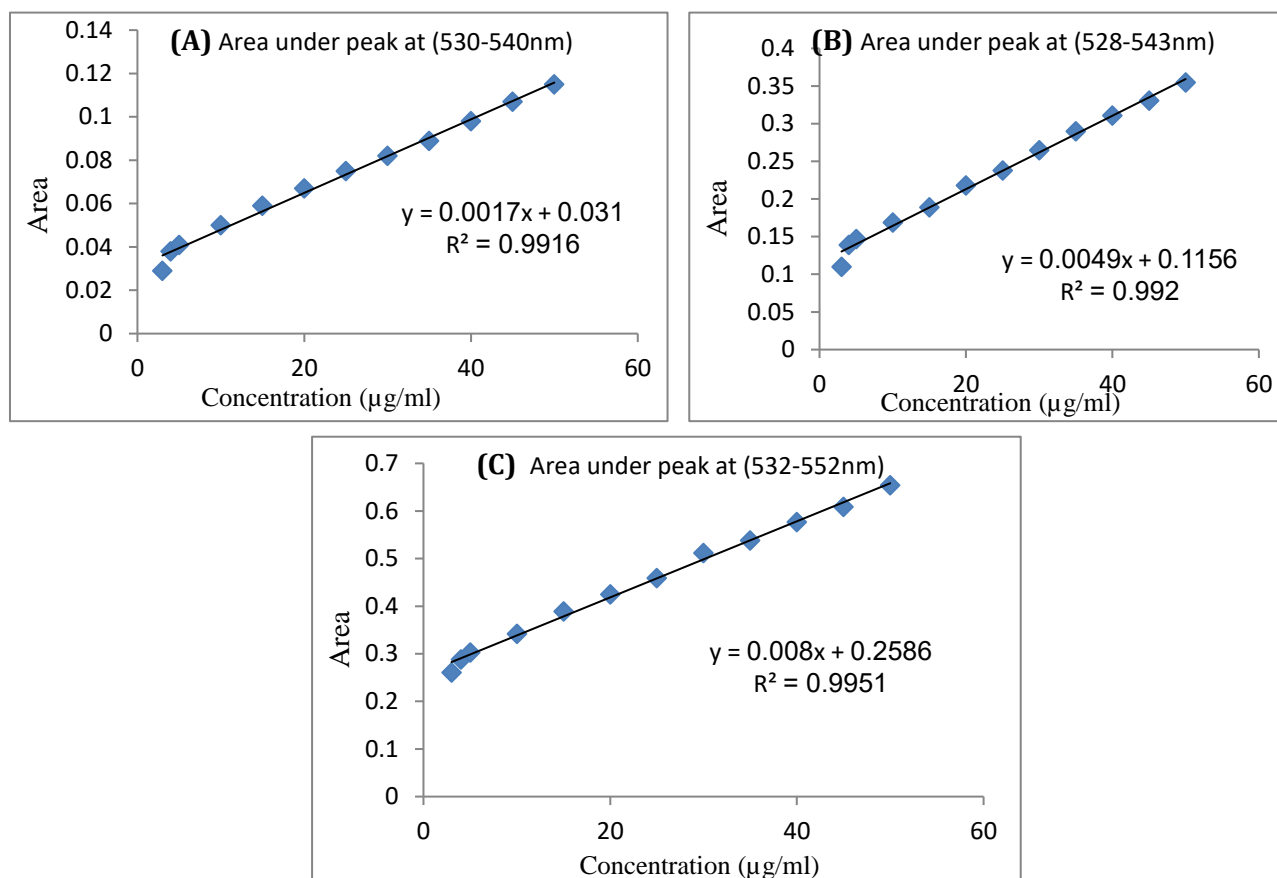 (A) Area under peak at (530-540nm)
0.14
0.12
0.1
0.08
0.06
0.04
0.02
0
Area
y = 0.0017x + 0.031
R² = 0.9916
0 20 40 60
Concentration (µg/ml)
(B) Area under peak at (528-543nm)
0.4
0.35
0.3
0.25
0.2
0.15
0.1
0.05
0
Area
y = 0.0049x + 0.1156
R² = 0.992
0 20 40 60
Concentration (µg/ml)
(C) Area under peak at (532-552nm)
0.7
0.6
0.5
0.4
0.3
0.2
0.1
0
Area
y = 0.008x + 0.2586
R² = 0.9951
0 20 40 60
Concentration (µg/ml)